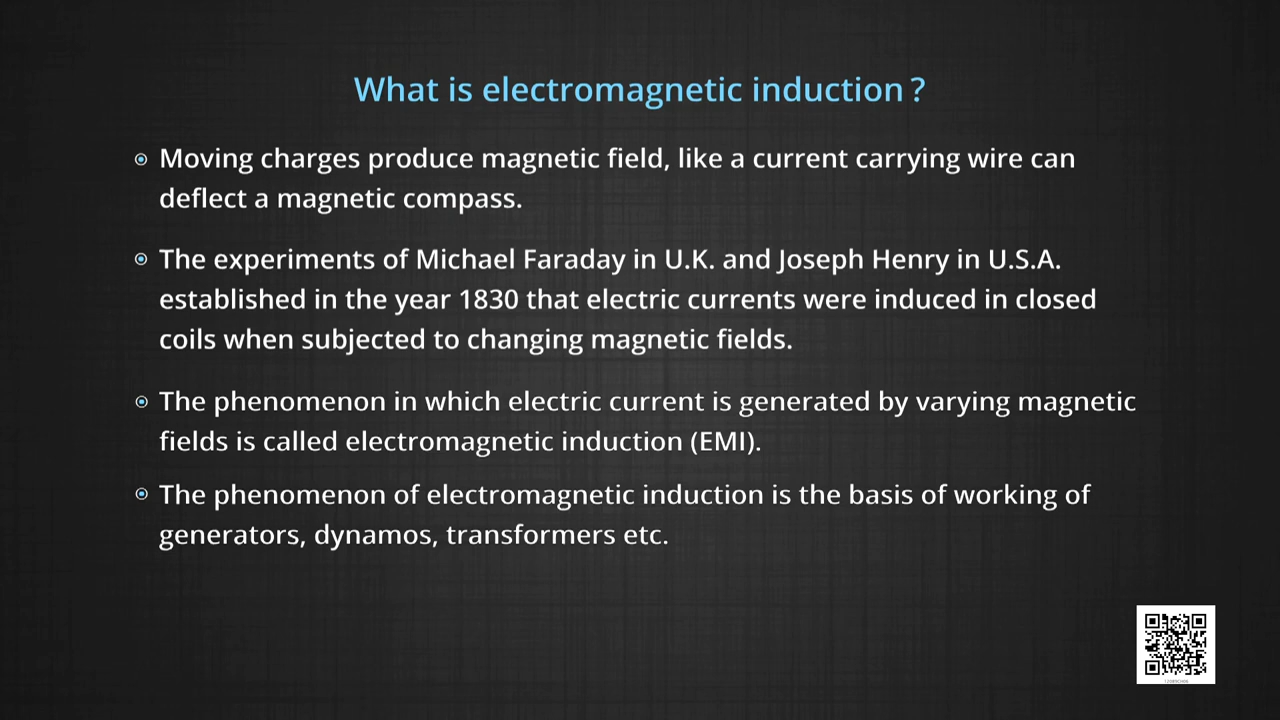 What is electromagnetic induction ?
Moving charges produce magnetic field, like a current carrying wire can
deflect a magnetic compass.
The experiments of Michael Faraday in U.K. and Joseph Henry in U.S.A.
established in the year 1830 that electric currents were induced in closed
coils when subjected to changing magnetic fields.
The phenomenon in which electric current is generated by varying magnetic
fields is called electromagnetic induction (EMI).
The phenomenon of electromagnetic induction is the basis of working of
generators, dynamos, transformers etc.